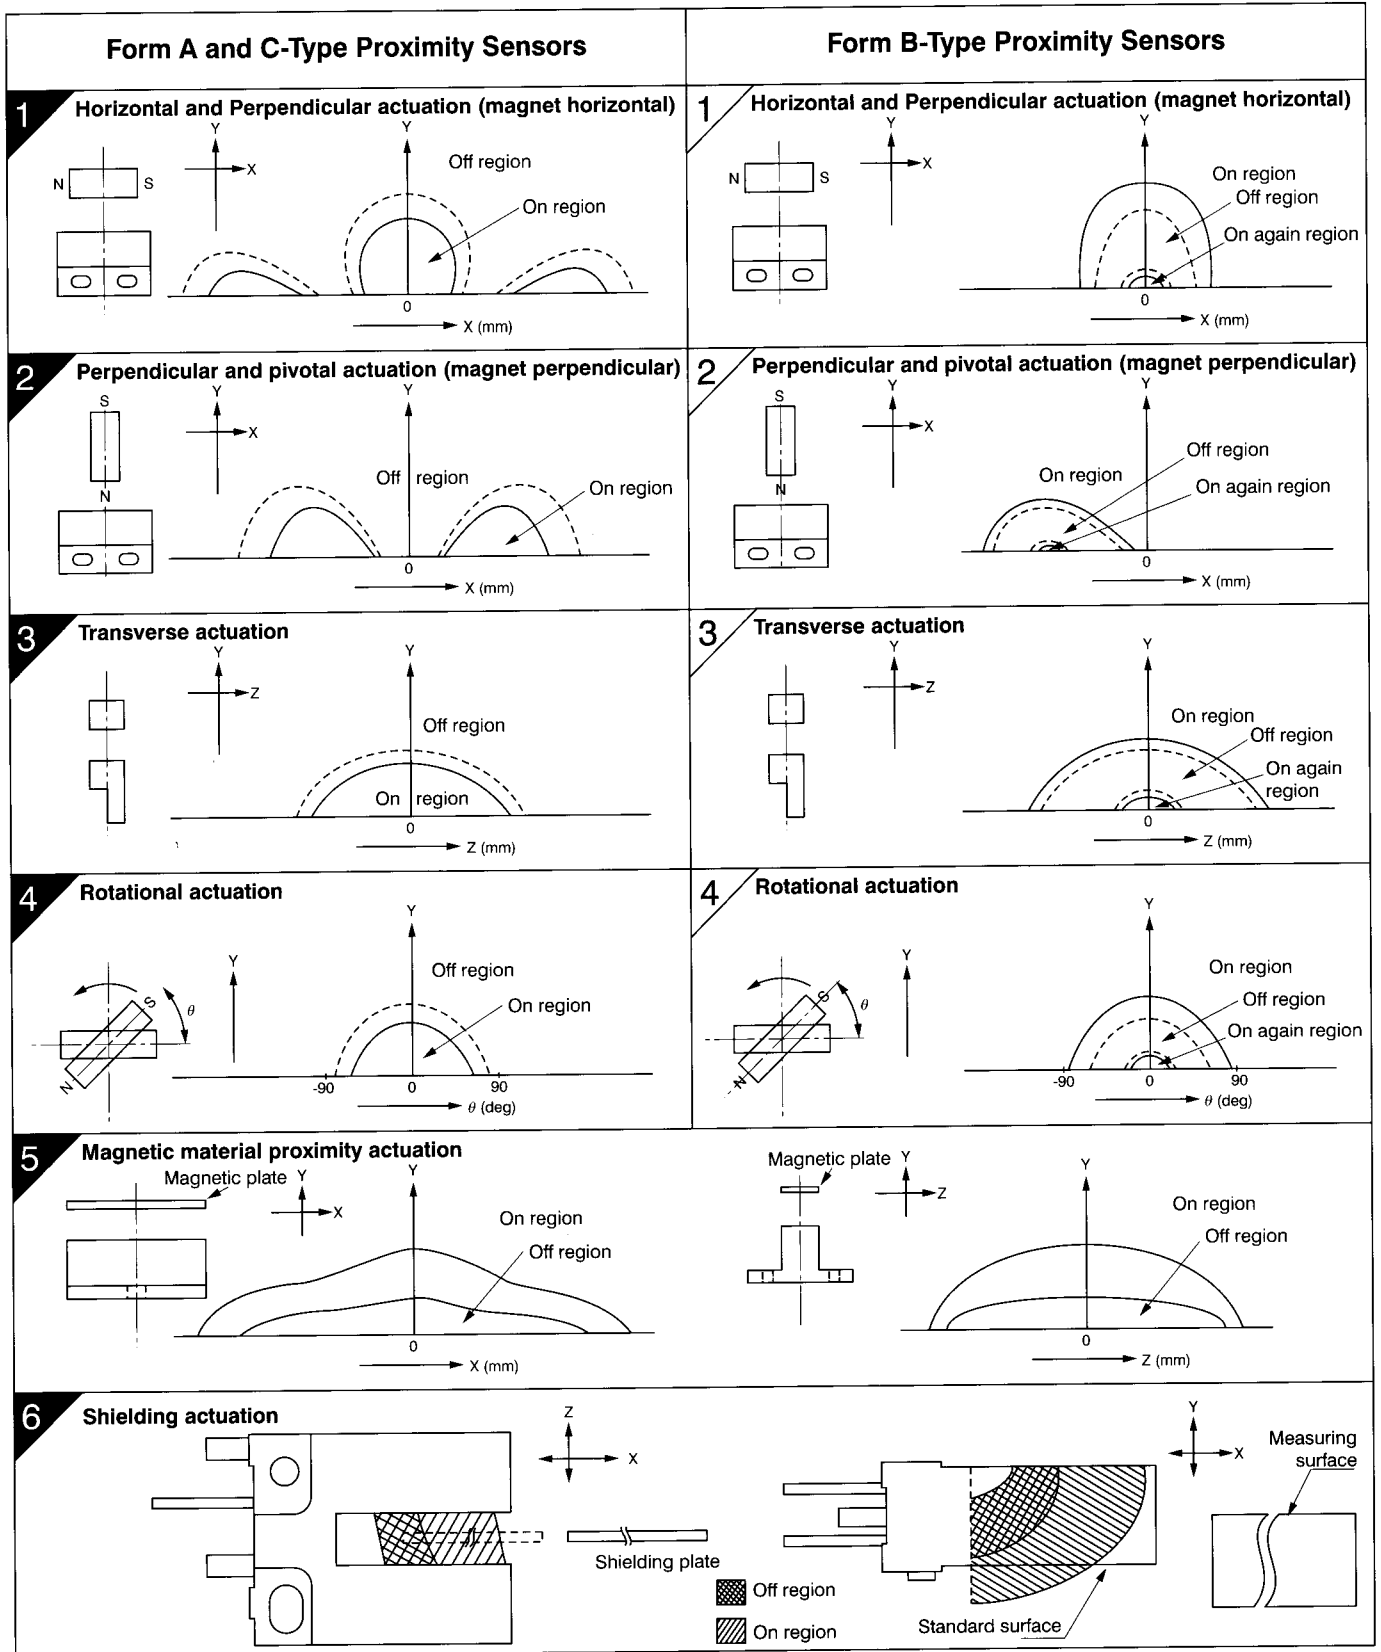 Form A and C-Type Proximity Sensors
Form B-Type Proximity Sensors
1
Horizontal and Perpendicular actuation (magnet horizontal)
Y
X
N
S
Y
Off region
On region
0
X (mm)
1
Horizontal and Perpendicular actuation (magnet horizontal)
Y
X
N
S
Y
On region
Off region
On again region
0
X (mm)
2
Perpendicular and pivotal actuation (magnet perpendicular)
S
N
Y
X
Y
Off region
On region
0
X (mm)
2
Perpendicular and pivotal actuation (magnet perpendicular)
S
N
Y
X
Y
On region
Off region
On again region
0
X (mm)
3
Transverse actuation
Y
Z
Y
Off region
On region
0
Z (mm)
3
Transverse actuation
Y
Z
Y
On region
Off region
On again
region
0
Z (mm)
4
Rotational actuation
S
N
θ
Y
Y
Off region
On region
-90
0
90
θ (deg)
4
Rotational actuation
S
N
θ
Y
Y
On region
Off region
On again region
-90
0
90
θ (deg)
5
Magnetic material proximity actuation
Magnetic plate
Y
X
Y
On region
Off region
0
X (mm)
Magnetic plate
Y
Z
Y
On region
Off region
0
Z (mm)
6
Shielding actuation
Z
X
Shielding plate
Off region
On region
Y
X
Measuring
surface
Standard surface